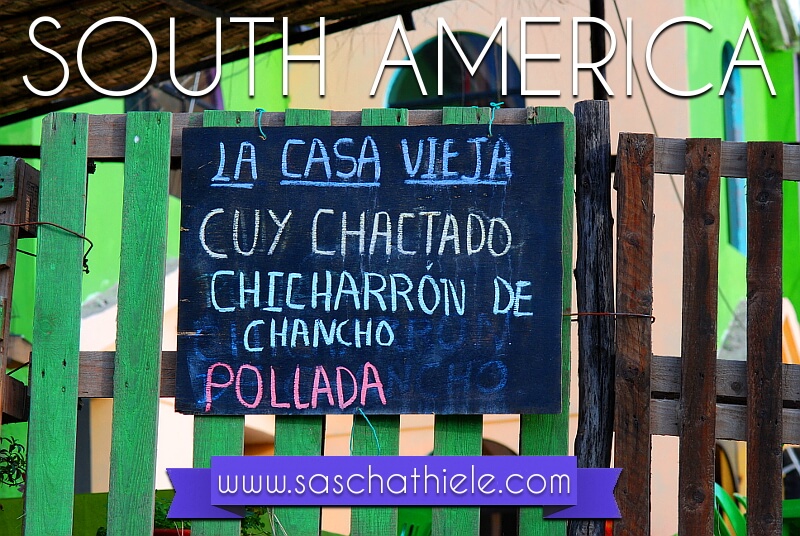 SOUTH AMERICA
LA CASA VIEJA
CUY CHACTADO
CHICHARRÓN DE
CHANCHO
POLLADA
www.saschathiele.com